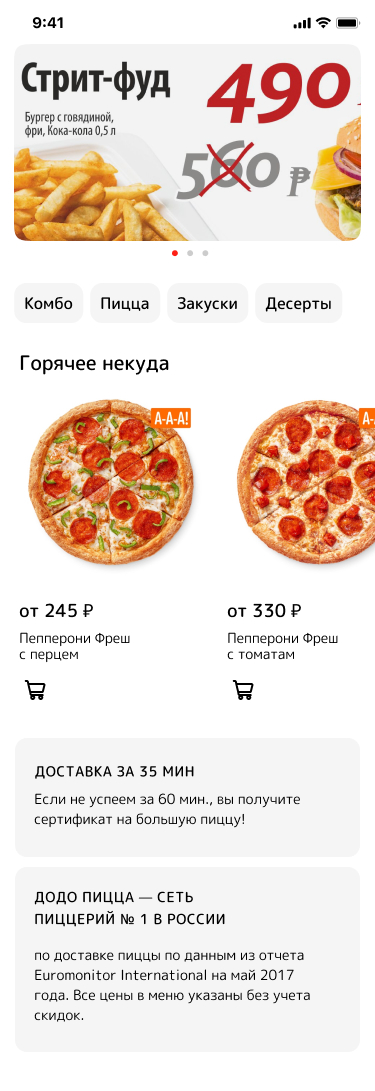 9:41
Стрит-фуд
490
Бургер с говядиной,
фри, Кока-кола 0,5 л
560 ₽
Комбо Пицца Закуски Десерты
Горячее некуда
А-А-А!
от 245 ₽
Пепперони Фреш
с перцем
от 330 ₽
Пепперони Фреш
с томатам
ДОСТАВКА ЗА 35 МИН
Если не успеем за 60 мин., вы получите
сертификат на большую пиццу!
ДОДО ПИЦЦА — СЕТЬ
ПИЦЦЕРИЙ № 1 В РОССИИ
по доставке пиццы по данным из отчета
Euromonitor International на май 2017
года. Все цены в меню указаны без учета
скидок.